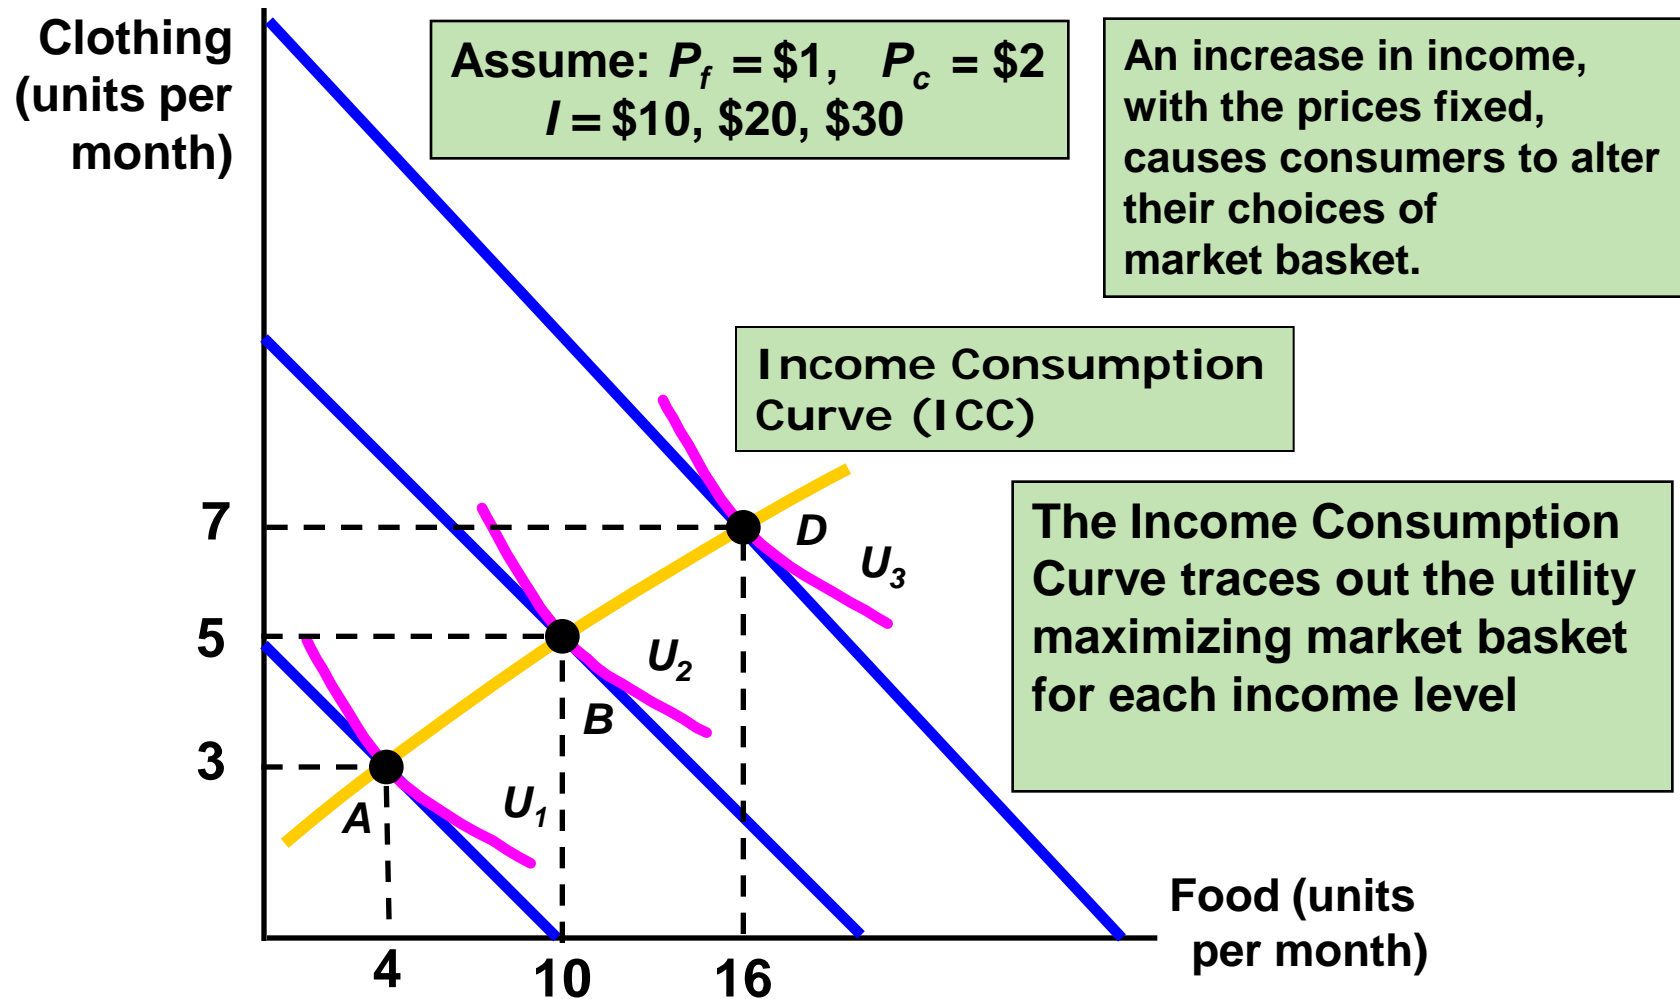 Clothing
(units per
month)
Assume: Pf = $1, Pc = $2
I = $10, $20, $30
An increase in income,
with the prices fixed,
causes consumers to alter
their choices of
market basket.
Income Consumption
Curve (ICC)
The Income Consumption
Curve traces out the utility
maximizing market basket
for each income level
7
D
U3
5
U2
B
3
A
U1
4
10
16
Food (units
per month)